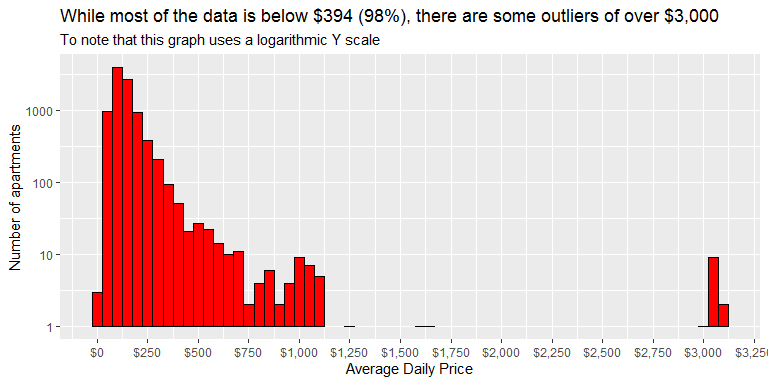 While most of the data is below $394 (98%), there are some outliers of over $3,000
To note that this graph uses a logarithmic Y scale
Number of apartments
1000
100
10
1
$0 $250 $500 $750 $1,000 $1,250 $1,500 $1,750 $2,000 $2,250 $2,500 $2,750 $3,000 $3,25
Average Daily Price